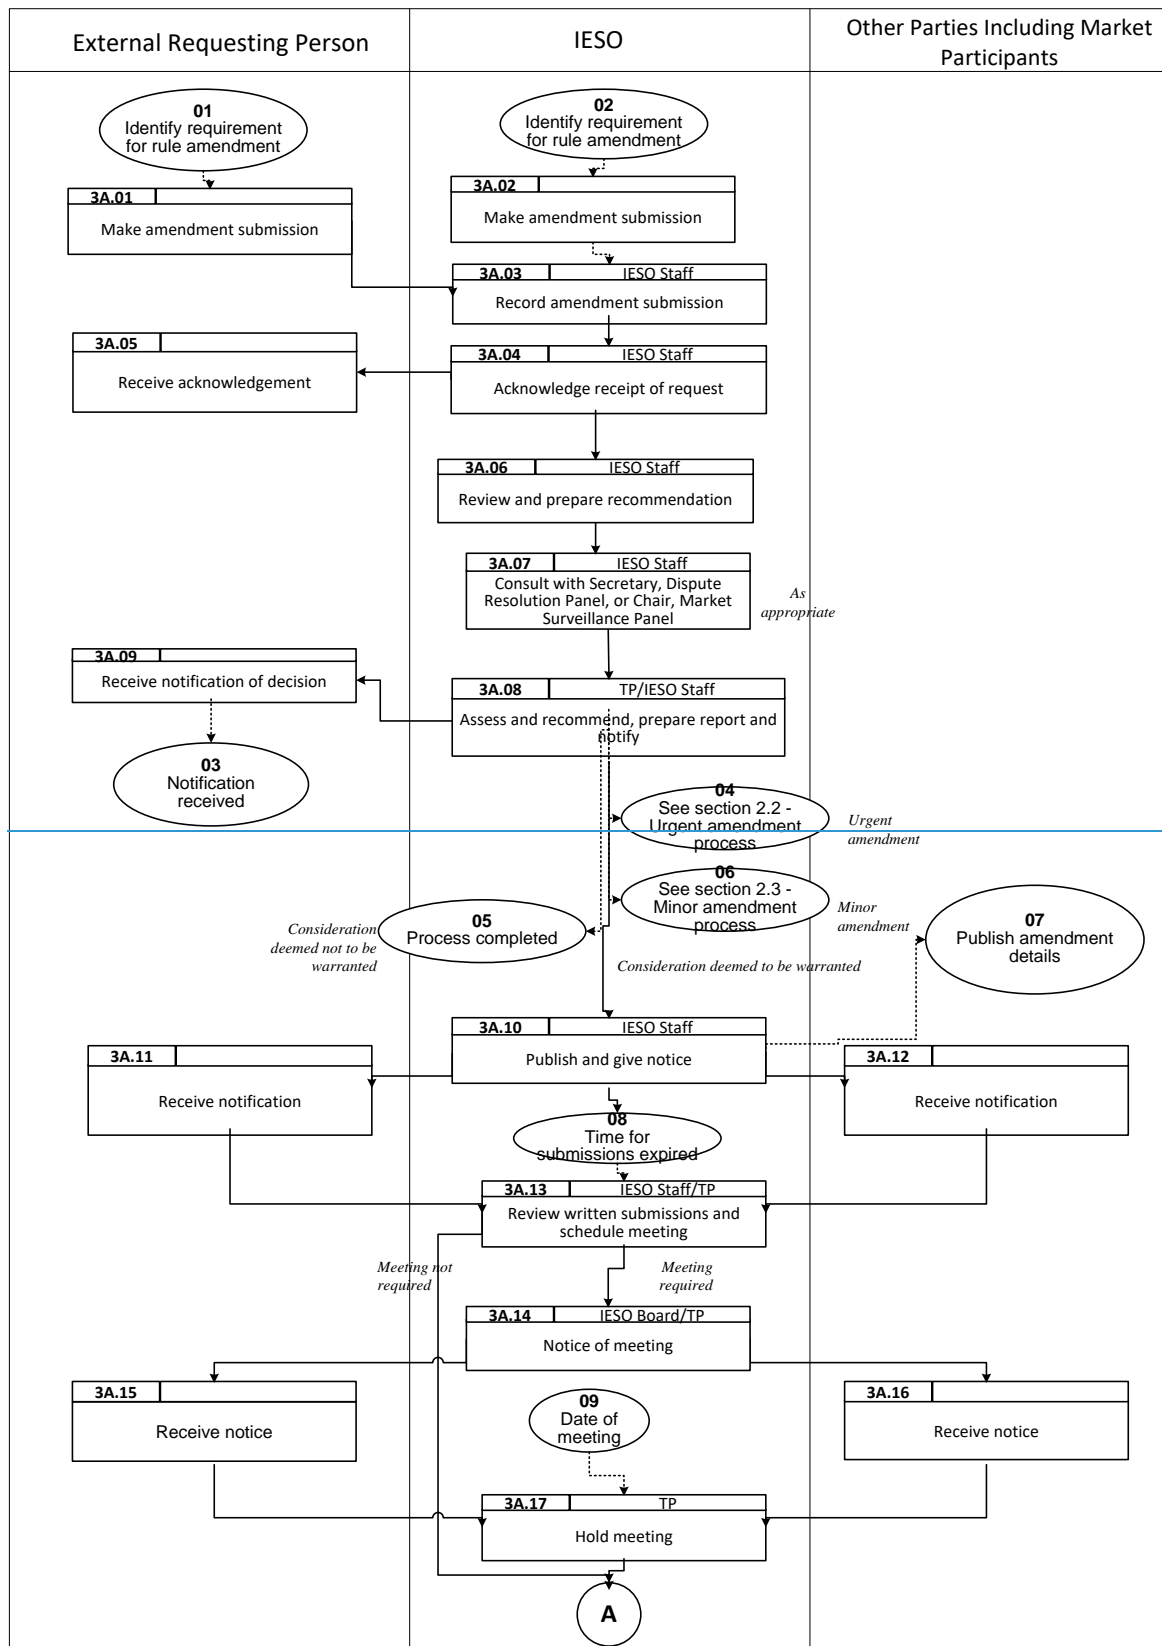 External Requesting Person
IESO
Other Parties Including Market
Participants
01
Identify requirement
for rule amendment
02
Identify requirement
for rule amendment
3A.01
Make amendment submission
3A.02
Make amendment submission
3A.03 IESO Staff
Record amendment submission
3A.05
Receive acknowledgement
3A.04 IESO Staff
Acknowledge receipt of request
3A.06 IESO Staff
Review and prepare recommendation
3A.07 IESO Staff
Consult with Secretary, Dispute
Resolution Panel, or Chair, Market
Surveillance Panel
As
appropriate
3A.09
Receive notification of decision
3A.08 TP/IESO Staff
Assess and recommend, prepare report and
notify
03
Notification
received
04
See section 2.2 -
Urgent amendment
process
Urgent
amendment
06
See section 2.3 -
Minor amendment
process
Minor
amendment
05
Process completed
Consideration
deemed not to be
warranted
07
Publish amendment
details
Consideration deemed to be warranted
3A.10 IESO Staff
Publish and give notice
3A.11
Receive notification
3A.12
Receive notification
08
Time for
submissions expired
3A.13 IESO Staff/TP
Review written submissions and
schedule meeting
Meeting not
required
Meeting
required
3A.14 IESO Board/TP
Notice of meeting
3A.15
Receive notice
09
Date of
meeting
3A.16
Receive notice
3A.17 TP
Hold meeting
A